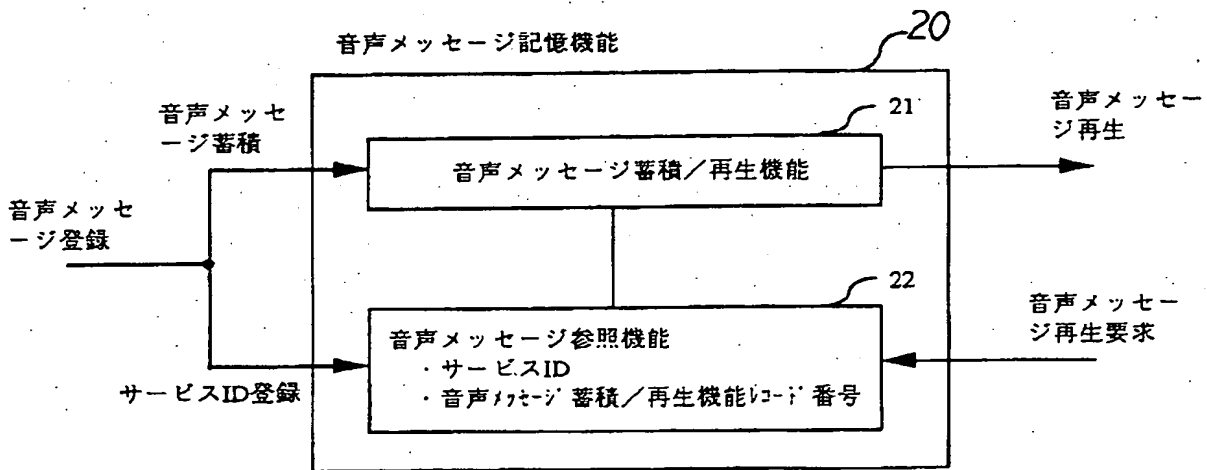 音声メッセージ記憶機能
20
音声メッセ
ージ蓄積
21
音声メッセージ蓄積／再生機能
音声メッセー
ジ再生
音声メッセ
ージ登録
22
音声メッセージ参照機能
・サービスID
・音声メッセージ蓄積／再生機能レコード番号
音声メッセー
ジ再生要求
サービスID登録